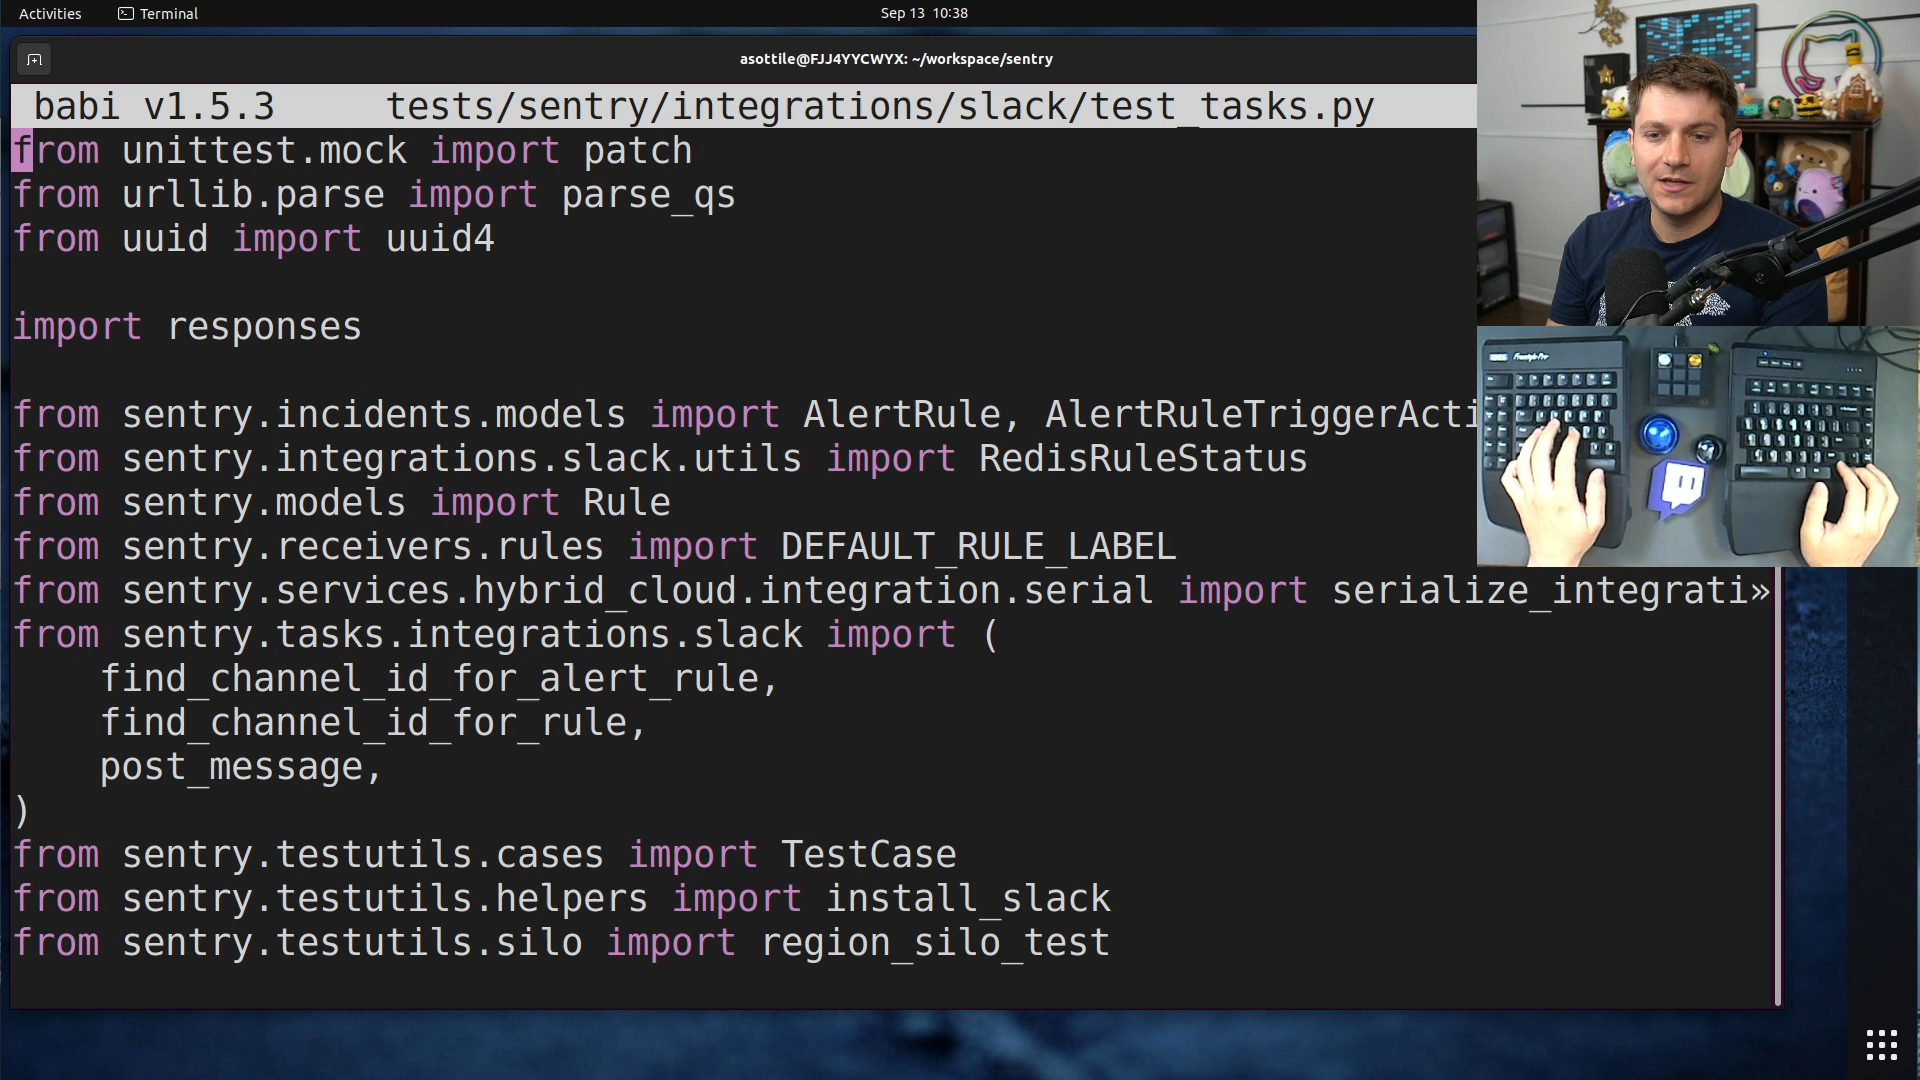 Activities
Terminal
Sep 13 10:38
asottile@FJJ4YYCWYX: ~/workspace/sentry
babi v1.5.3 tests/sentry/integrations/slack/test_tasks.py
from unittest.mock import patch
from urllib.parse import parse_qs
from uuid import uuid4
import responses
from sentry.incidents.models import AlertRule, AlertRuleTriggerActi
from sentry.integrations.slack.utils import RedisRuleStatus
from sentry.models import Rule
from sentry.receivers.rules import DEFAULT_RULE_LABEL
from sentry.services.hybrid_cloud.integration.serial import serialize_integrati»
from sentry.tasks.integrations.slack import (
    find_channel_id_for_alert_rule,
    find_channel_id_for_rule,
    post_message,
)
from sentry.testutils.cases import TestCase
from sentry.testutils.helpers import install_slack
from sentry.testutils.silo import region_silo_test
Freestyle Pro